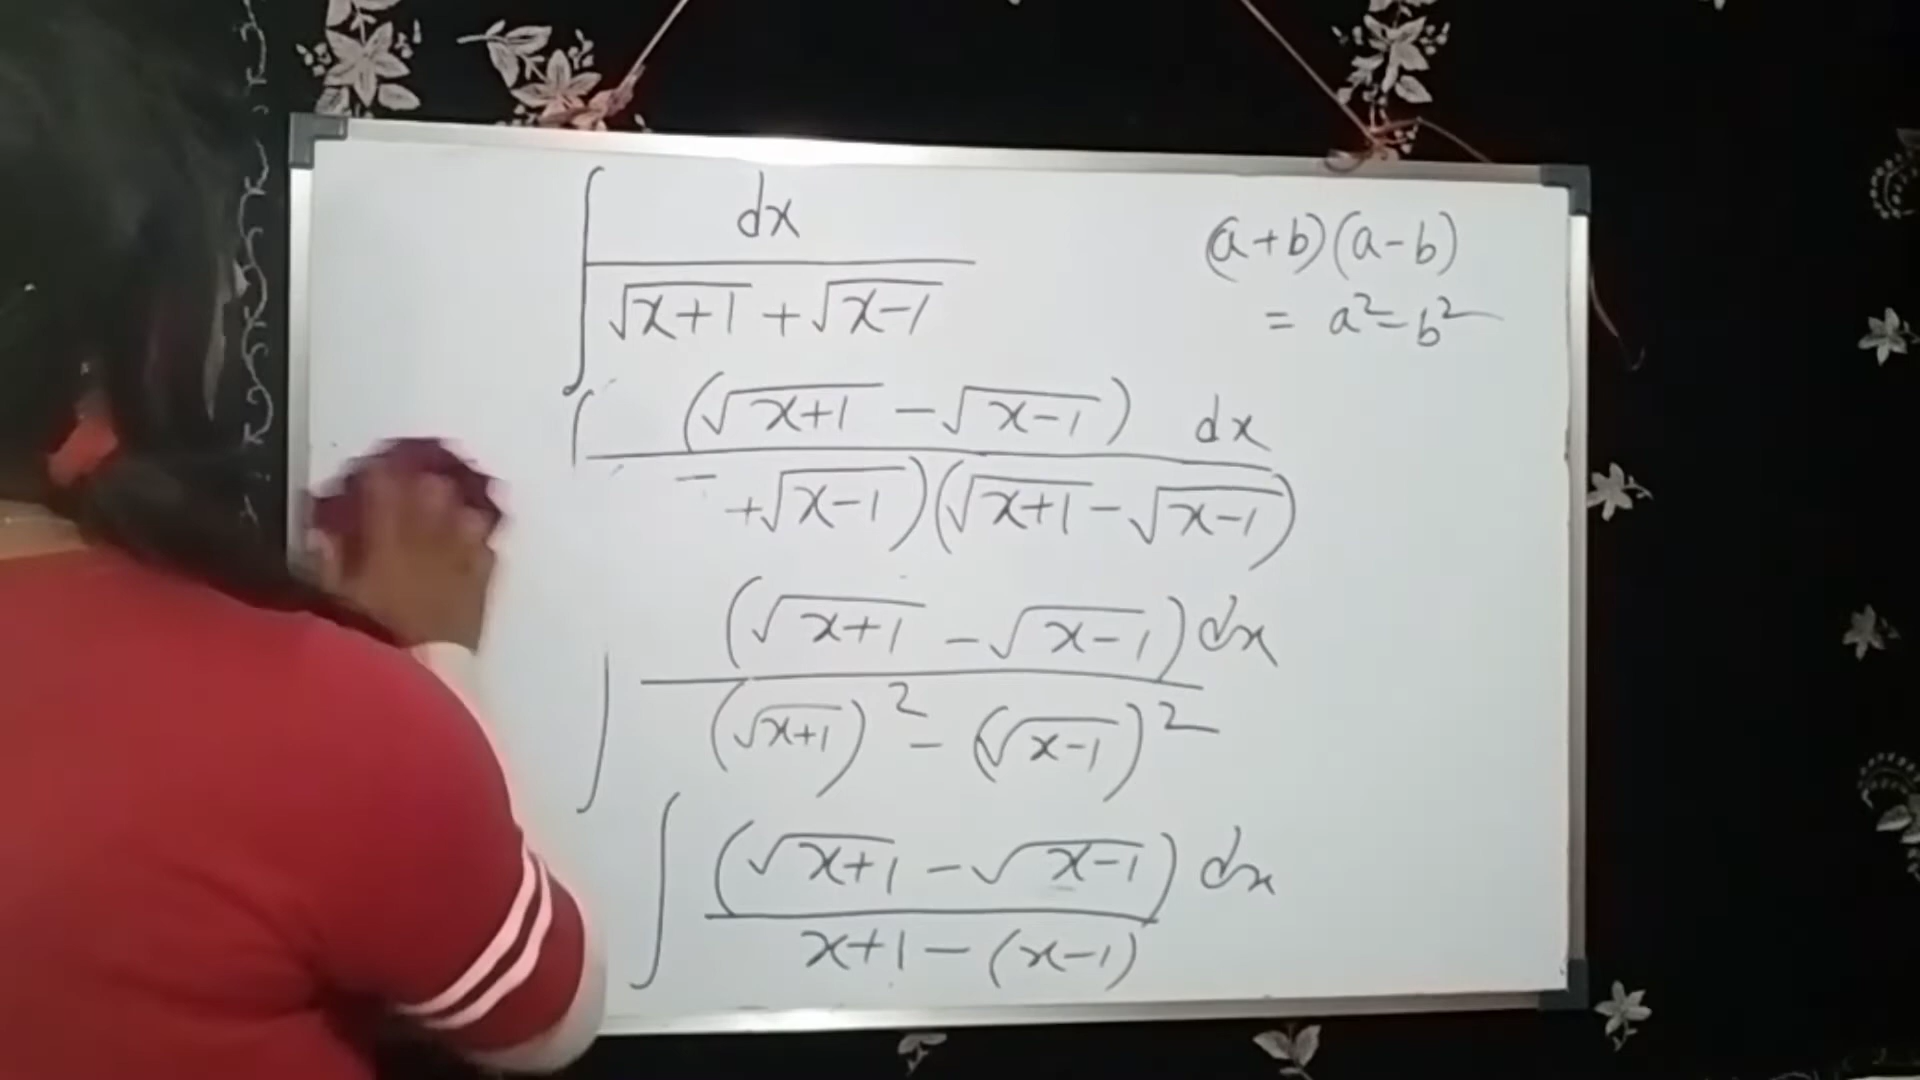 ∫ dx
√x+1 + √x-1
(a+b)(a-b)
= a²-b²
∫ (√x+1 - √x-1) dx
+√x-1)(√x+1 - √x-1)
∫ (√x+1 - √x-1)dx
(√x+1)² - (√x-1)²
∫ (√x+1 - √x-1) dx
x+1-(x-1)